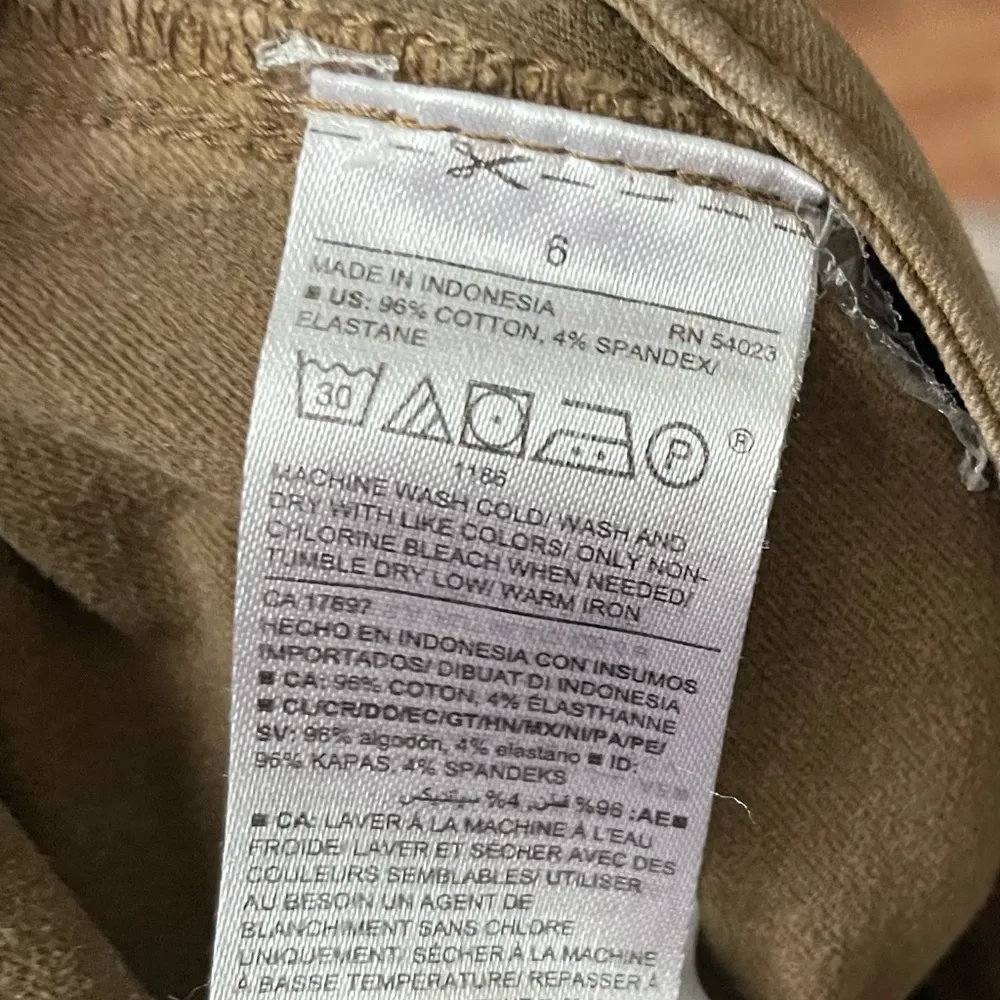 6
MADE IN INDONESIA RN 54023
US: 96% COTTON, 4% SPANDEX/
ELASTANE
30 P ®
1186
MACHINE WASH COLD/ WASH AND
DRY WITH LIKE COLORS/ ONLY NON-
CHLORINE BLEACH WHEN NEEDED/
TUMBLE DRY LOW/ WARM IRON
CA 17897
HECHO EN INDONESIA CON INSUMOS
IMPORTADOS/ DIBUAT DI INDONESIA
CA: 96% COTON, 4% ÉLASTHANNE
CL/CR/DO/EC/GT/HN/MX/NI/PA/PE/
SV: 96% algodón, 4% elastano ID:
96% KAPAS, 4% SPANDEKS
AE: 96% قطن, 4%
CA: LAVER À LA MACHINE À L'EAU
FROIDE/ LAVER ET SÉCHER AVEC DES
COULEURS SEMBLABLES/ UTILISER
AU BESOIN UN AGENT DE
BLANCHIMENT SANS CHLORE
UNIQUEMENT/ SÉCHER À LA MACHINE
À BASSE TEMPÉRATURE/ REPASSER À